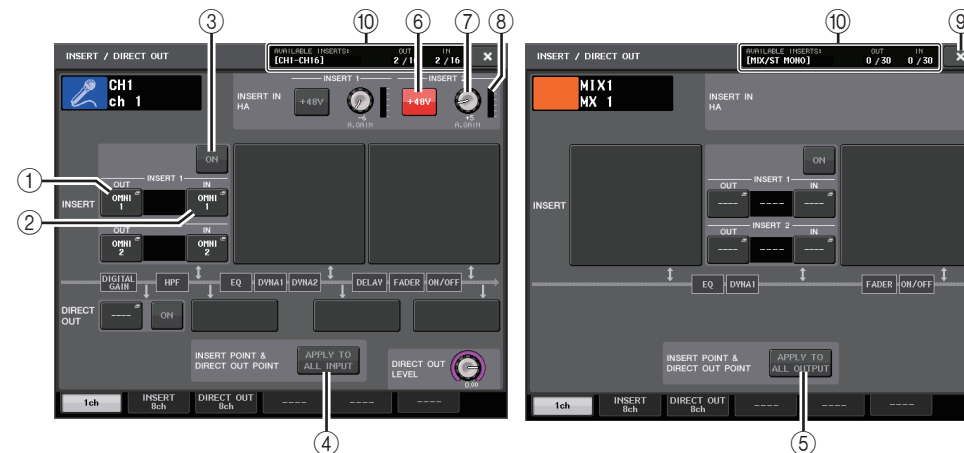 ③ ⑩ ⑥ ⑦ ⑧ ⑩ ⑨
INSERT / DIRECT OUT
AVAILABLE INSERTS: OUT IN
[CH1-CH16] 2 /16 2 /16
CH1
ch 1
INSERT IN
HA
INSERT 1 INSERT 2
+48V +48V
-6 +5
A.GAIN A.GAIN
ON
①
②
INSERT 1
OUT IN
INSERT
OMNI
1
OMNI
1
OUT IN
OMNI
2
OMNI
2
DIGITAL
GAIN
HPF EQ DYNA1 DYNA2 DELAY FADER ON/OFF
DIRECT
OUT
---- ON
INSERT POINT &
DIRECT OUT POINT
APPLY TO
ALL INPUT
DIRECT OUT
LEVEL
0.00
1ch
INSERT
8ch
DIRECT OUT
8ch
---- ---- ----
④
INSERT / DIRECT OUT
AVAILABLE INSERTS: OUT IN
[MIX/ST MONO] 0 /30 0 /30
MIX1
MX 1
INSERT IN
HA
ON
INSERT 1
OUT IN
INSERT
---- ---- ----
INSERT 2
OUT IN
---- ---- ----
EQ DYNA1 FADER ON/OFF
INSERT POINT &
DIRECT OUT POINT
APPLY TO
ALL OUTPUT
1ch
INSERT
8ch
DIRECT OUT
8ch
---- ---- ----
⑤